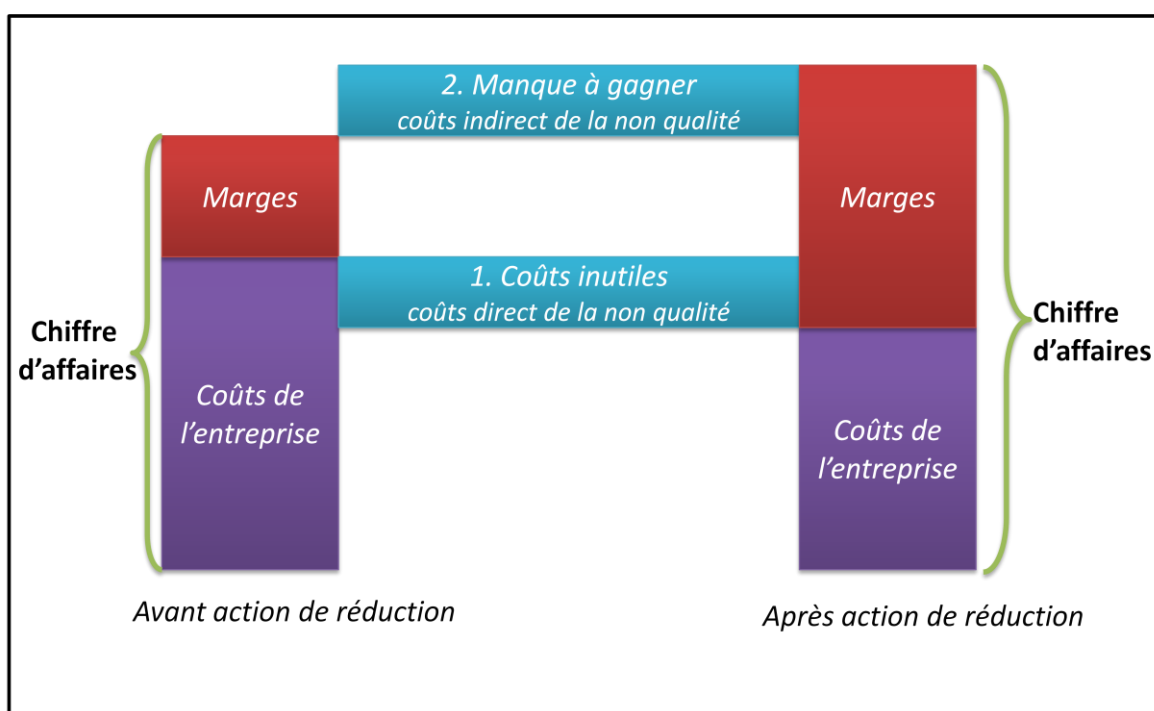 2. Manque à gagner
coûts indirect de la non qualité
Marges
Marges
1. Coûts inutiles
coûts direct de la non qualité
Chiffre
d’affaires
Chiffre
d’affaires
Coûts de
l’entreprise
Coûts de
l’entreprise
Avant action de réduction
Après action de réduction